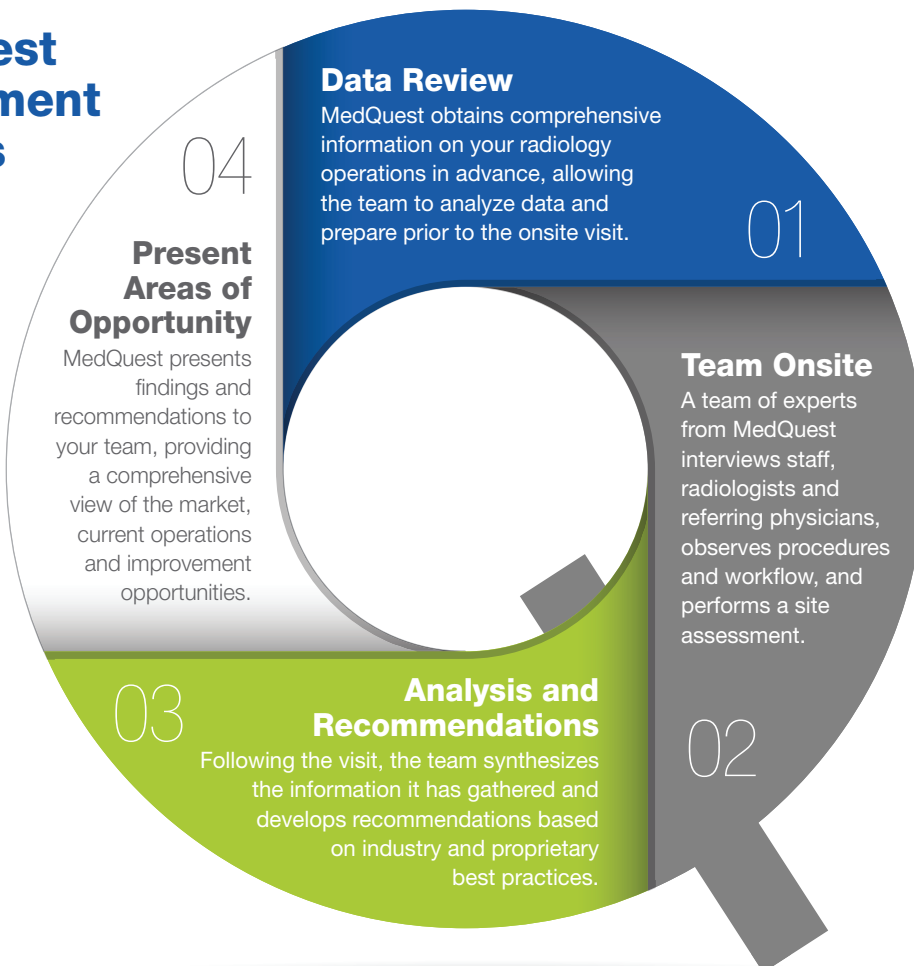 est
ment
s
Data Review
MedQuest obtains comprehensive
information on your radiology
operations in advance, allowing
the team to analyze data and
prepare prior to the onsite visit.
01
Team Onsite
A team of experts
from MedQuest
interviews staff,
radiologists and
referring physicians,
observes procedures
and workflow, and
performs a site
assessment.
02
Analysis and
Recommendations
Following the visit, the team synthesizes
the information it has gathered and
develops recommendations based
on industry and proprietary
best practices.
03
04
Present
Areas of
Opportunity
MedQuest presents
findings and
recommendations to
your team, providing
a comprehensive
view of the market,
current operations
and improvement
opportunities.